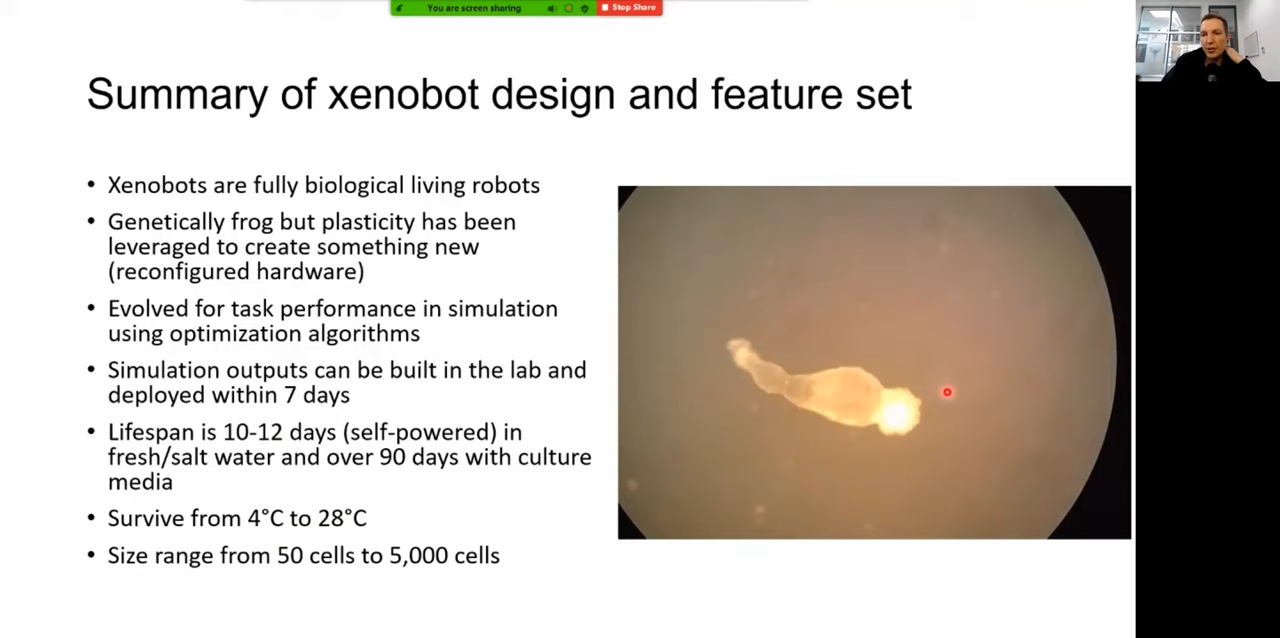 You are screen sharing
Stop Share
Summary of xenobot design and feature set
• Xenobots are fully biological living robots
• Genetically frog but plasticity has been
leveraged to create something new
(reconfigured hardware)
• Evolved for task performance in simulation
using optimization algorithms
• Simulation outputs can be built in the lab and
deployed within 7 days
• Lifespan is 10-12 days (self-powered) in
fresh/salt water and over 90 days with culture
media
• Survive from 4°C to 28°C
• Size range from 50 cells to 5,000 cells